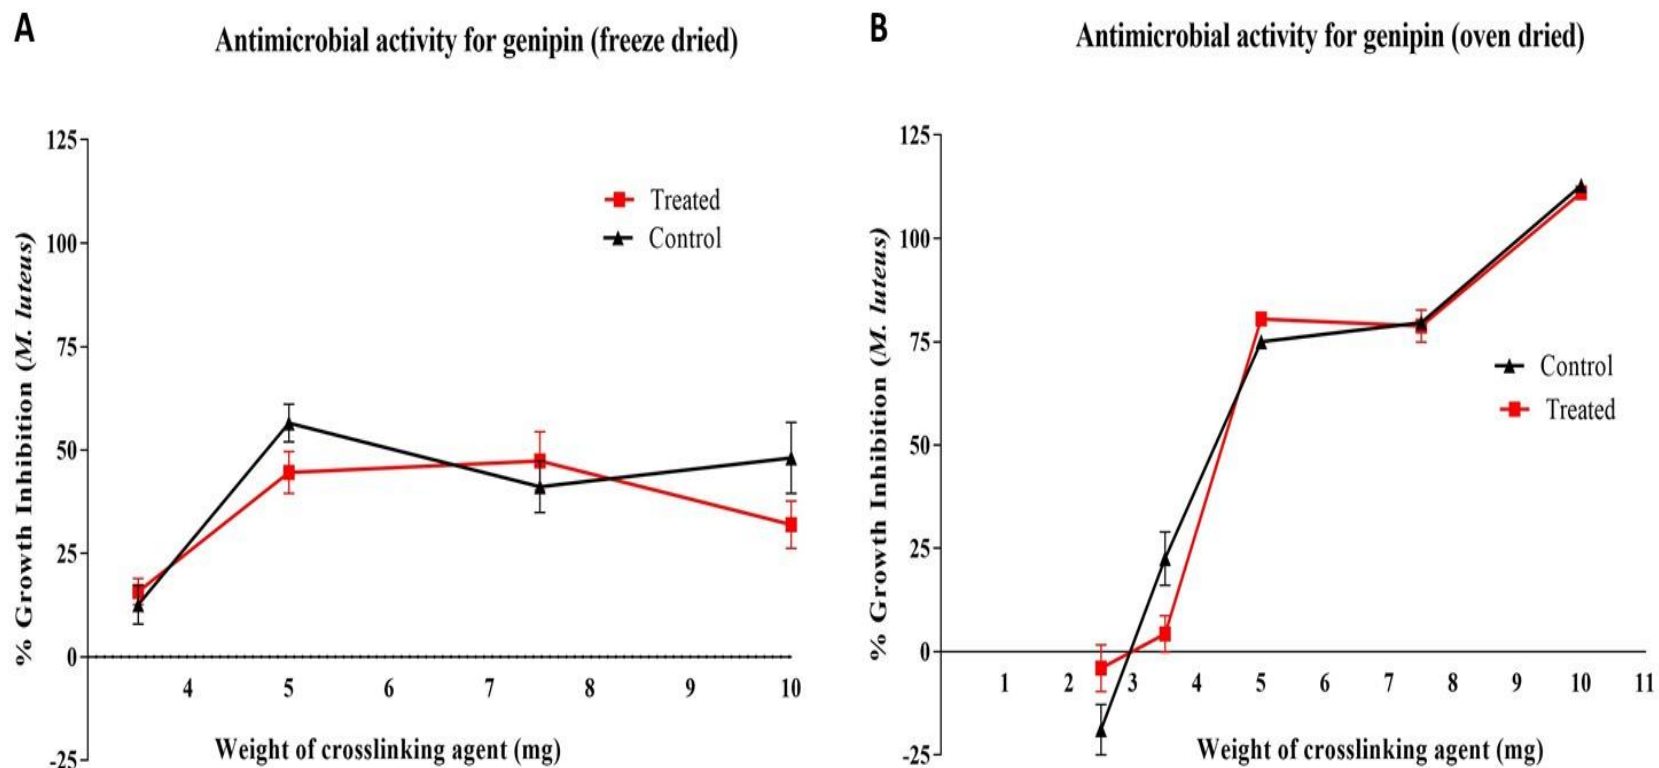 A
Antimicrobial activity for genipin (freeze dried)
125
100
75
50
25
0
-25
% Growth Inhibition (M. luteus)
Treated
Control
4 5 6 7 8 9 10
Weight of crosslinking agent (mg)
B
Antimicrobial activity for genipin (oven dried)
125
100
75
50
25
0
-25
% Growth Inhibition (M. luteus)
Control
Treated
1 2 3 4 5 6 7 8 9 10 11
Weight of crosslinking agent (mg)